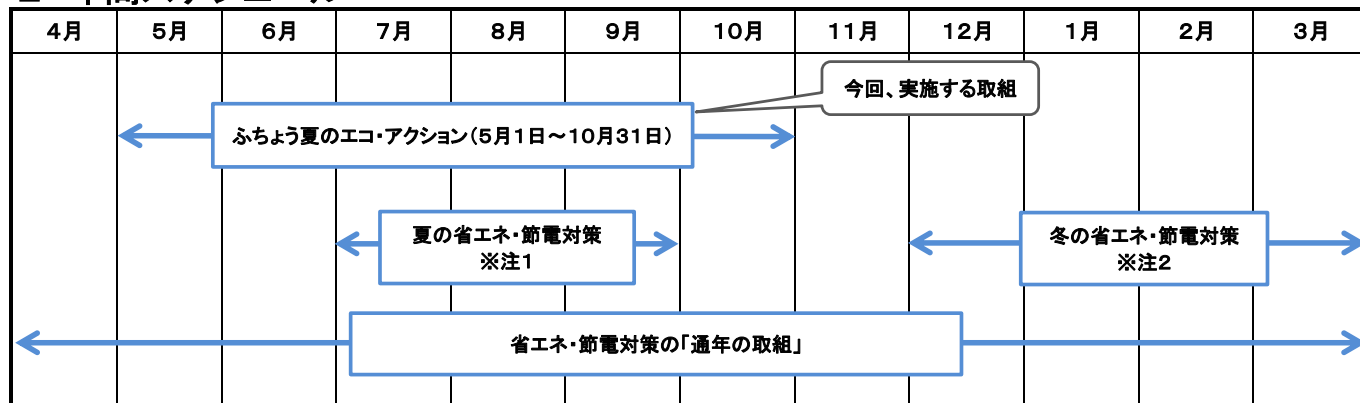 4月 5月 6月 7月 8月 9月 10月 11月 12月 1月 2月 3月
今回、実施する取組
ふちょう夏のエコ・アクション(5月1日～10月31日)
夏の省エネ・節電対策
※注1
冬の省エネ・節電対策
※注2
省エネ・節電対策の「通年の取組」